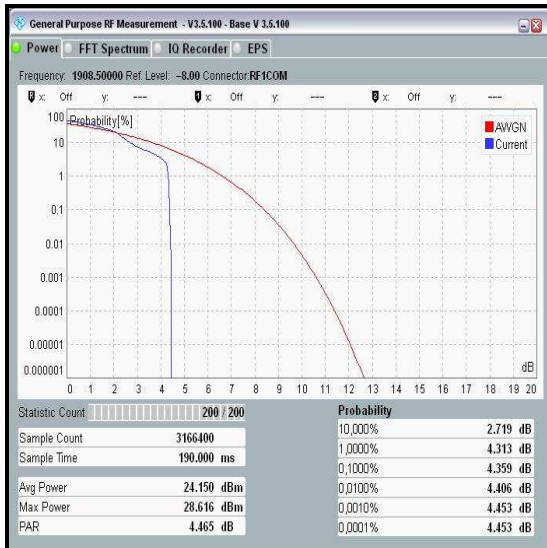 General Purpose RF Measurement - V3.5.100 - Base V 3.5.100
Power FFT Spectrum IQ Recorder EPS
Frequency: 1908.50000 Ref. Level: -8.00 Connector:RF1COM
R x: Off y: --- 1 x: Off y: --- 2 x: Off y: ---
Probability[%]
100
10
1
0.1
0.01
0.001
0.0001
0.00001
0.000001
AWGN
Current
dB
0 1 2 3 4 5 6 7 8 9 10 11 12 13 14 15 16 17 18 19 20
Statistic Count 200 / 200
Sample Count 3166400
Sample Time 190.000 ms
Avg Power 24.150 dBm
Max Power 28.616 dBm
PAR 4.465 dB
Probability
10,000% 2.719 dB
1,0000% 4.313 dB
0,1000% 4.359 dB
0,0100% 4.406 dB
0,0010% 4.453 dB
0,0001% 4.453 dB